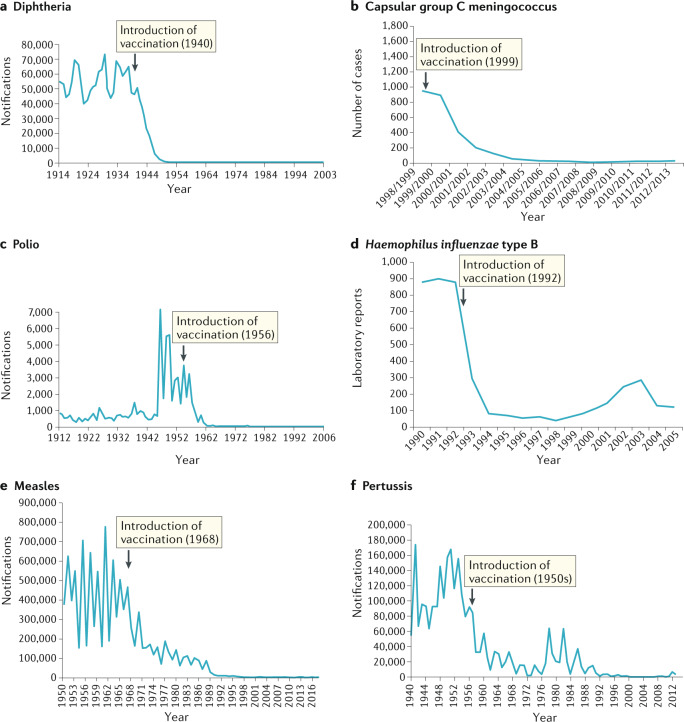 a Diphtheria
Introduction of
vaccination (1940)
Notifications
80,000
70,000
60,000
50,000
40,000
30,000
20,000
10,000
0
1914 1924 1934 1944 1954 1964 1974 1984 1994 2003
Year
b Capsular group C meningococcus
Introduction of
vaccination (1999)
Number of cases
1,800
1,600
1,400
1,200
1,000
800
600
400
200
0
1998/1999 1999/2000 2000/2001 2001/2002 2002/2003 2003/2004 2004/2005 2005/2006 2006/2007 2007/2008 2008/2009 2009/2010 2010/2011 2011/2012 2012/2013
Year
c Polio
Introduction of
vaccination (1956)
Notifications
7,000
6,000
5,000
4,000
3,000
2,000
1,000
0
1912 1922 1932 1942 1952 1962 1972 1982 1992 2006
Year
d Haemophilus influenzae type B
Introduction of
vaccination (1992)
Laboratory reports
1,000
900
800
700
600
500
400
300
200
100
0
1990 1991 1992 1993 1994 1995 1996 1997 1998 1999 2000 2001 2002 2003 2004 2005
Year
e Measles
Introduction of
vaccination (1968)
Notifications
900,000
800,000
700,000
600,000
500,000
400,000
300,000
200,000
100,000
0
1950 1953 1956 1959 1962 1965 1968 1971 1974 1977 1980 1983 1986 1989 1992 1995 1998 2001 2004 2007 2010 2013 2016
Year
f Pertussis
Introduction of
vaccination (1950s)
Notifications
200,000
180,000
160,000
140,000
120,000
100,000
80,000
60,000
40,000
20,000
0
1940 1944 1948 1952 1956 1960 1964 1968 1972 1976 1980 1984 1988 1992 1996 2000 2004 2008 2012
Year